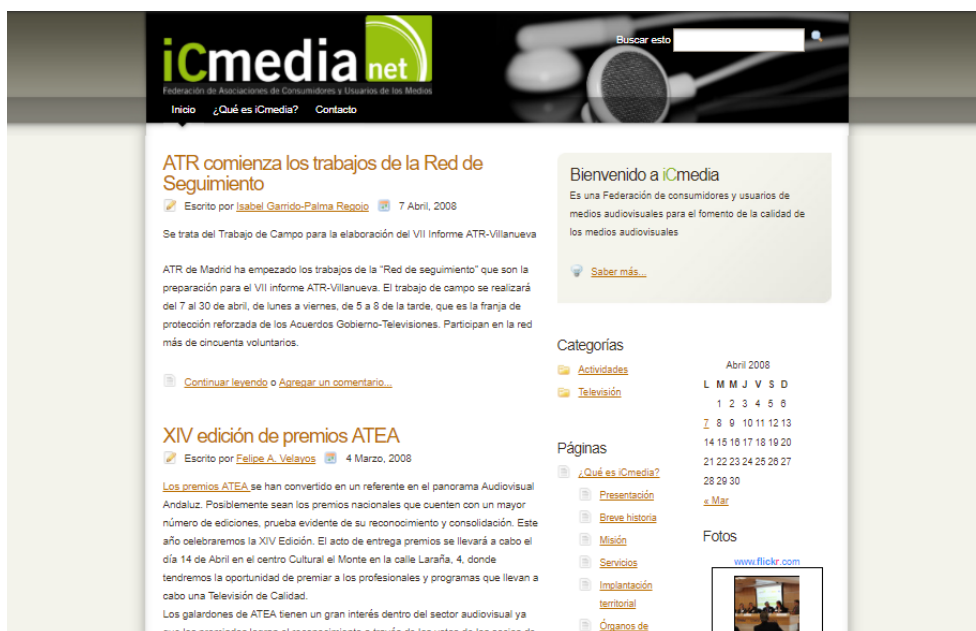 iCmedia net
Federación de Asociaciones de Consumidores y Usuarios de los Medios
Buscar esto
Inicio ¿Qué es iCmedia? Contacto
ATR comienza los trabajos de la Red de
Seguimiento
Escrito por Isabel Garrido-Palma Regojo 7 Abril, 2008
Se trata del Trabajo de Campo para la elaboración del VII Informe ATR-Villanueva
ATR de Madrid ha empezado los trabajos de la “Red de seguimiento” que son la
preparación para el VII informe ATR-Villanueva. El trabajo de campo se realizará
del 7 al 30 de abril, de lunes a viernes, de 5 a 8 de la tarde, que es la franja de
protección reforzada de los Acuerdos Gobierno-Televisiones. Participan en la red
más de cincuenta voluntarios.
Continuar leyendo o Agregar un comentario...
XIV edición de premios ATEA
Escrito por Felipe A. Velayos 4 Marzo, 2008
Los premios ATEA se han convertido en un referente en el panorama Audiovisual
Andaluz. Posiblemente sean los premios nacionales que cuenten con un mayor
número de ediciones, prueba evidente de su reconocimiento y consolidación. Este
año celebraremos la XIV Edición. El acto de entrega premios se llevará a cabo el
día 14 de Abril en el centro Cultural el Monte en la calle Laraña, 4, donde
tendremos la oportunidad de premiar a los profesionales y programas que llevan a
cabo una Televisión de Calidad.
Los galardones de ATEA tienen un gran interés dentro del sector audiovisual ya
Bienvenido a iCmedia
Es una Federación de consumidores y usuarios de
medios audiovisuales para el fomento de la calidad de
los medios audiovisuales
Saber más...
Categorías
Actividades
Televisión
Páginas
¿Qué es iCmedia?
Presentación
Breve historia
Misión
Servicios
Implantación
territorial
Órganos de
Abril 2008
L M M J V S D
1 2 3 4 5 6
7 8 9 10 11 12 13
14 15 16 17 18 19 20
21 22 23 24 25 26 27
28 29 30
« Mar
Fotos
www.flickr.com